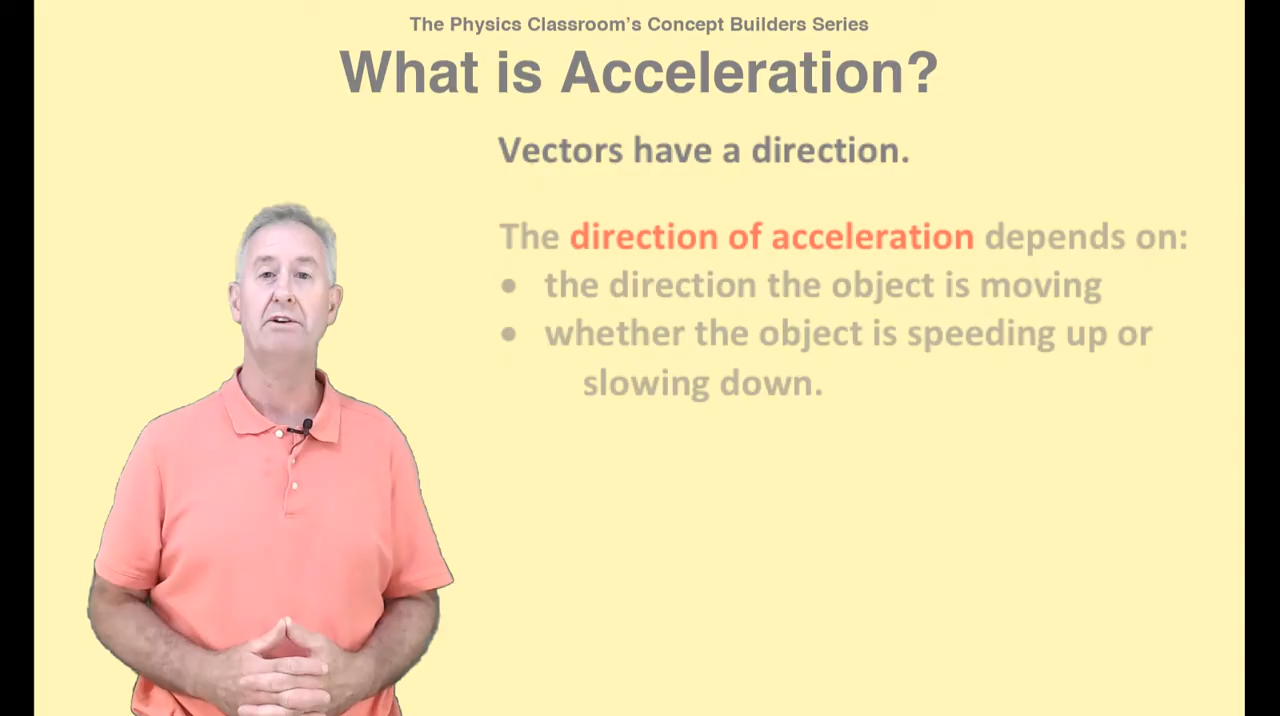 The Physics Classroom’s Concept Builders Series
What is Acceleration?
Vectors have a direction.
The direction of acceleration depends on:
• the direction the object is moving
• whether the object is speeding up or
slowing down.